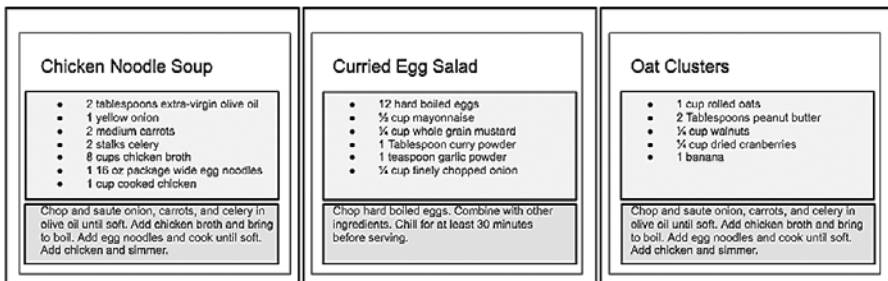 Chicken Noodle Soup
2 tablespoons extra-virgin olive oil
1 yellow onion
2 medium carrots
2 stalks celery
cups chicken broth
1 16 oz package wide egg noodles
1 cup cooked chicken
Chop and saute onion, carrots, and celery in
olive oil until soft. Add chicken broth and bring
to boil. Add egg noodles and cook until soft.
Add chicken and simmer.
Curried Egg Salad
12 hard boiled eggs
cup mayonnaise
¼ cup whole grain mustard
1 Tablespoon curry powder
1 teaspoon garlic powder
¼ cup finely chopped onion
Chop hard boiled eggs. Combine with other
ingredients. Chill for at least 30 minutes
before serving.
Oat Clusters
1 cup rolled oats
2 Tablespoons peanut butter
¼ cup walnuts
¼ cup dried cranberries
1 banana
Chop and saute onion, carrots, and celery in
olive oil until soft. Add chicken broth and bring
to boil. Add egg noodles and cook until soft.
Add chicken and simmer.